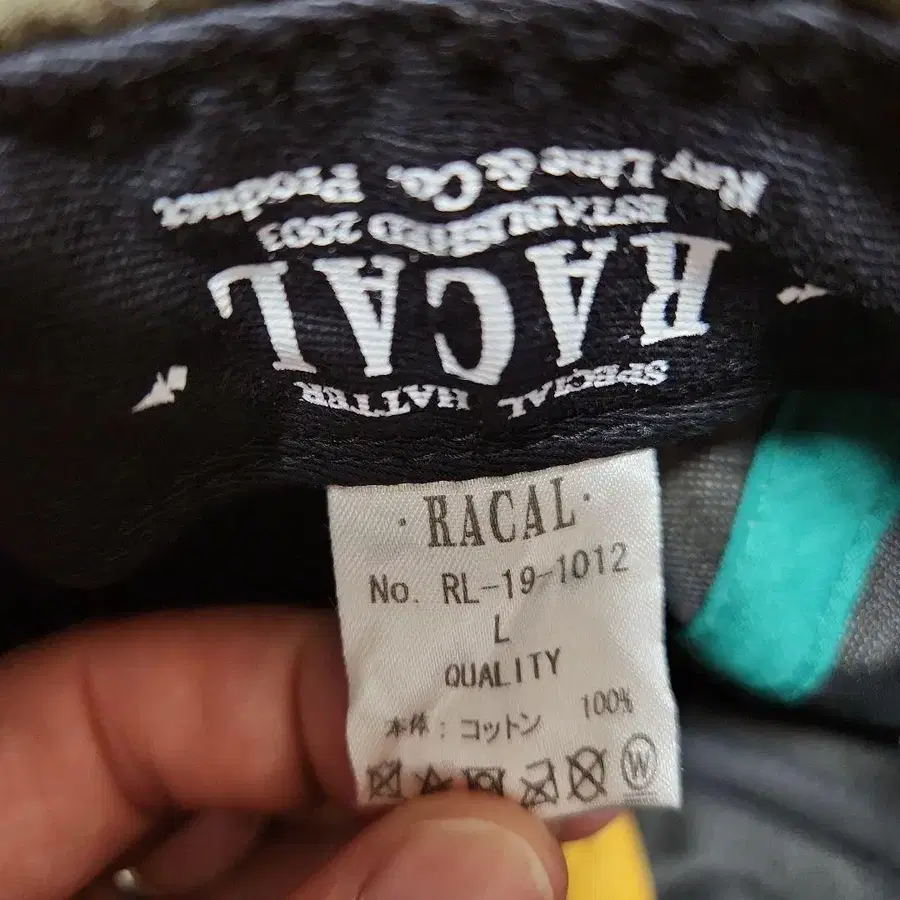 SPECIAL HATTER
RACAL
ESTABLISHED 2003
Ray Line & Co. Product
·RACAL·
No. RL-19-1012
L
QUALITY
本体：コットン 100%
W